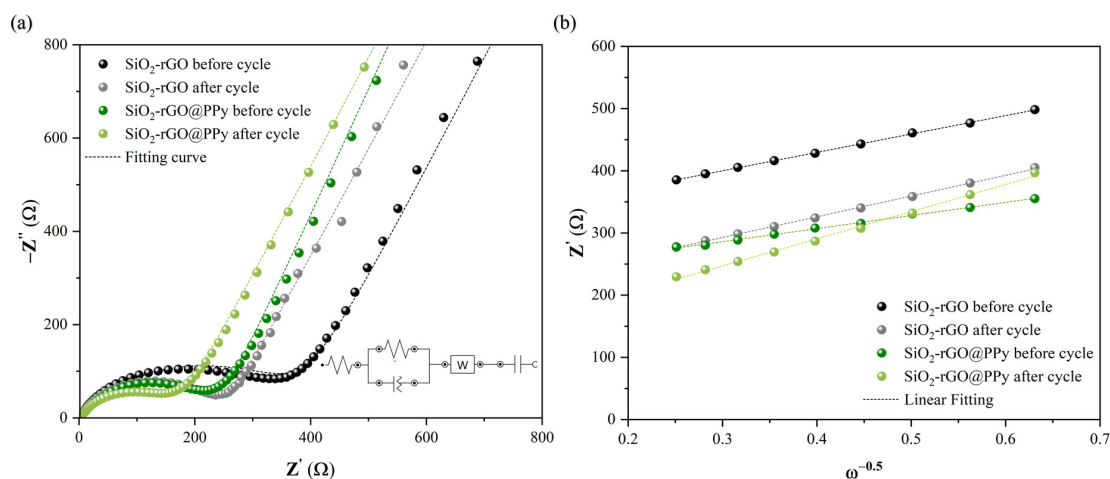 (a)
−Z″ (Ω)
800
600
400
200
0
SiO₂-rGO before cycle
SiO₂-rGO after cycle
SiO₂-rGO@PPy before cycle
SiO₂-rGO@PPy after cycle
Fitting curve
W
0 100 200 300 400 600 800
Z' (Ω)
(b)
Z' (Ω)
600
500
400
300
200
0
SiO₂-rGO before cycle
SiO₂-rGO after cycle
SiO₂-rGO@PPy before cycle
SiO₂-rGO@PPy after cycle
Linear Fitting
0.2 0.3 0.4 0.5 0.6 0.7
ω⁻⁰·⁵